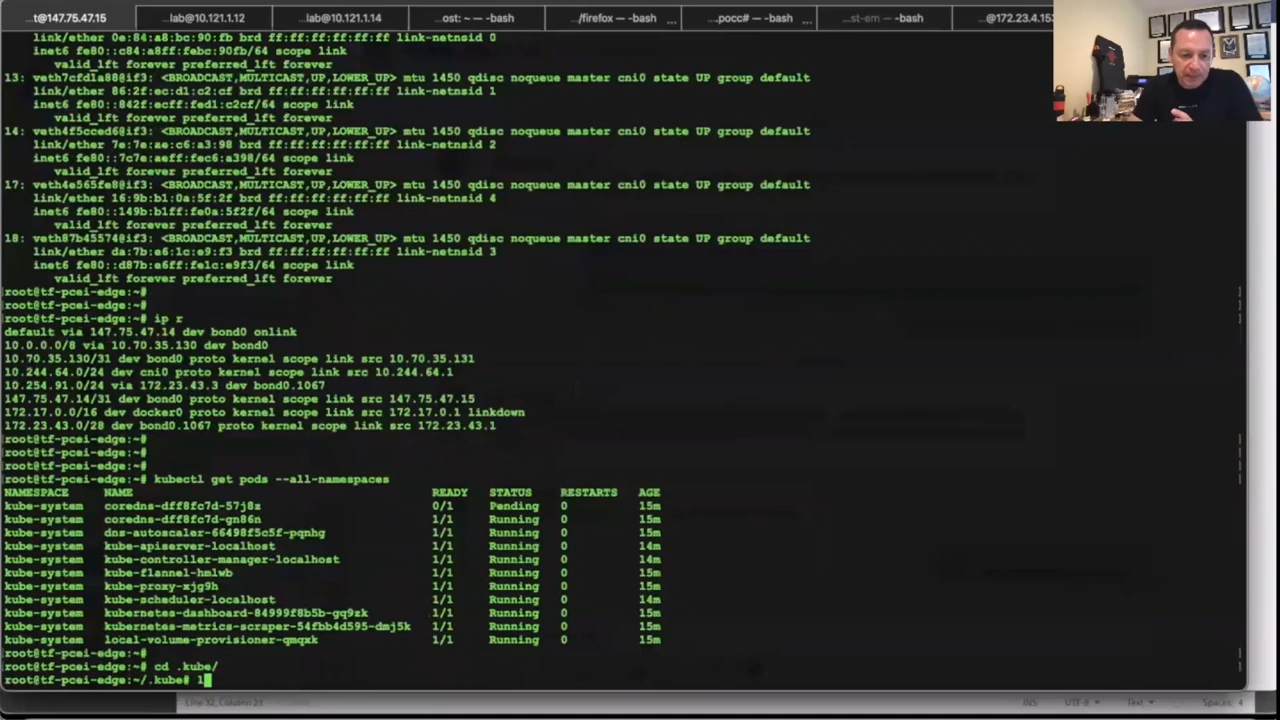 ...t@147.75.47.15
lab@10.121.1.12
lab@10.121.1.14
...ost: ~ — -bash
.../firefox — -bash ...
...pocc# — -bash ...
...st-em — -bash
...@172.23.4.153
link/ether 0e:84:a8:bc:90:fb brd ff:ff:ff:ff:ff:ff link-netnsid 0
inet6 fe80::c84:a8ff:febc:90fb/64 scope link
valid_lft forever preferred_lft forever
13: veth7cfd1a88@if3: <BROADCAST,MULTICAST,UP,LOWER_UP> mtu 1450 qdisc noqueue master cni0 state UP group default
link/ether 86:2f:ec:d1:c2:cf brd ff:ff:ff:ff:ff:ff link-netnsid 1
inet6 fe80::842f:ecff:fed1:c2cf/64 scope link
valid_lft forever preferred_lft forever
14: veth4f5cced6@if3: <BROADCAST,MULTICAST,UP,LOWER_UP> mtu 1450 qdisc noqueue master cni0 state UP group default
link/ether 7e:7e:ae:c6:a3:98 brd ff:ff:ff:ff:ff:ff link-netnsid 2
inet6 fe80::7c7e:aeff:fec6:a398/64 scope link
valid_lft forever preferred_lft forever
17: veth4e565fe8@if3: <BROADCAST,MULTICAST,UP,LOWER_UP> mtu 1450 qdisc noqueue master cni0 state UP group default
link/ether 16:9b:b1:0a:5f:2f brd ff:ff:ff:ff:ff:ff link-netnsid 4
inet6 fe80::149b:b1ff:fe0a:5f2f/64 scope link
valid_lft forever preferred_lft forever
18: veth87b45574@if3: <BROADCAST,MULTICAST,UP,LOWER_UP> mtu 1450 qdisc noqueue master cni0 state UP group default
link/ether da:7b:e6:1c:e9:f3 brd ff:ff:ff:ff:ff:ff link-netnsid 3
inet6 fe80::d87b:e6ff:fe1c:e9f3/64 scope link
valid_lft forever preferred_lft forever
root@tf-pcei-edge:~#
root@tf-pcei-edge:~#
root@tf-pcei-edge:~# ip r
default via 147.75.47.14 dev bond0 onlink
10.0.0.0/8 via 10.70.35.130 dev bond0
10.70.35.130/31 dev bond0 proto kernel scope link src 10.70.35.131
10.244.64.0/24 dev cni0 proto kernel scope link src 10.244.64.1
10.254.91.0/24 via 172.23.43.3 dev bond0.1067
147.75.47.14/31 dev bond0 proto kernel scope link src 147.75.47.15
172.17.0.0/16 dev docker0 proto kernel scope link src 172.17.0.1 linkdown
172.23.43.0/28 dev bond0.1067 proto kernel scope link src 172.23.43.1
root@tf-pcei-edge:~#
root@tf-pcei-edge:~#
root@tf-pcei-edge:~#
root@tf-pcei-edge:~# kubectl get pods --all-namespaces
NAMESPACE NAME READY STATUS RESTARTS AGE
kube-system coredns-dff8fc7d-57j8z 0/1 Pending 0 15m
kube-system coredns-dff8fc7d-gn86n 1/1 Running 0 15m
kube-system dns-autoscaler-66498f5c5f-pqnhg 1/1 Running 0 15m
kube-system kube-apiserver-localhost 1/1 Running 0 14m
kube-system kube-controller-manager-localhost 1/1 Running 0 14m
kube-system kube-flannel-hmlwb 1/1 Running 0 15m
kube-system kube-proxy-xjg9h 1/1 Running 0 15m
kube-system kube-scheduler-localhost 1/1 Running 0 14m
kube-system kubernetes-dashboard-84999f8b5b-gq9zk 1/1 Running 0 15m
kube-system kubernetes-metrics-scraper-54fbb4d595-dmj5k 1/1 Running 0 15m
kube-system local-volume-provisioner-qmqxk 1/1 Running 0 15m
root@tf-pcei-edge:~#
root@tf-pcei-edge:~# cd .kube/
root@tf-pcei-edge:~/.kube# l
Line 32, Column 23
INS
UTF-8
Text
Spaces: 4